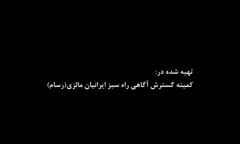 تهیه شده در:
کمیته گسترش آگاهی راه سبز ایرانیان مالزی(رسام)